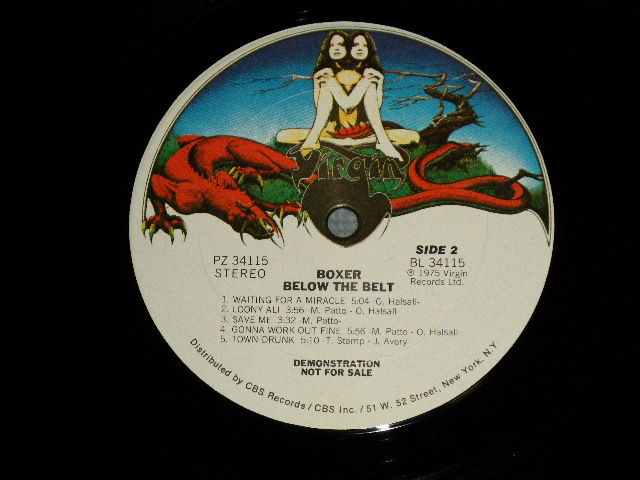 Virgin
PZ 34115
STEREO
SIDE 2
BL 34115
℗ 1975 Virgin
Records Ltd.
BOXER
BELOW THE BELT
1. WAITING FOR A MIRACLE 5:04 -O. Halsall-
2. LOONY ALI 3:56 -M. Patto - O. Halsall-
3. SAVE ME 3:32 -M. Patto-
4. GONNA WORK OUT FINE 5:56 -M. Patto - O. Halsall-
5. TOWN DRUNK 5:10 -T. Stamp - J. Avery-
DEMONSTRATION
NOT FOR SALE
Distributed by CBS Records / CBS Inc. / 51 W. 52 Street, New York, N.Y.